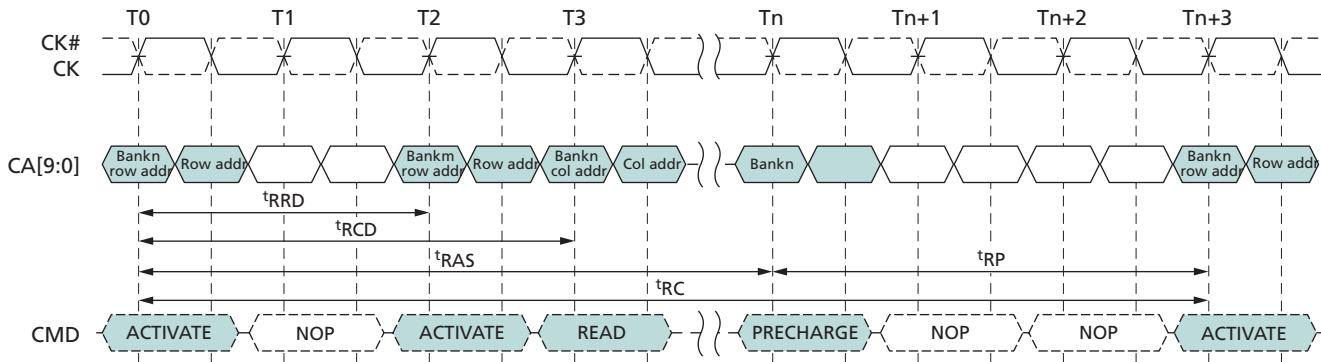 T0 T1 T2 T3 Tn Tn+1 Tn+2 Tn+3
CK#
CK
CA[9:0]
Bankn row addr
Row addr
Bankm row addr
Row addr
Bankn col addr
Col addr
Bankn
Bankn row addr
Row addr
tRRD
tRCD
tRAS
tRP
tRC
CMD ACTIVATE NOP ACTIVATE READ PRECHARGE NOP NOP ACTIVATE